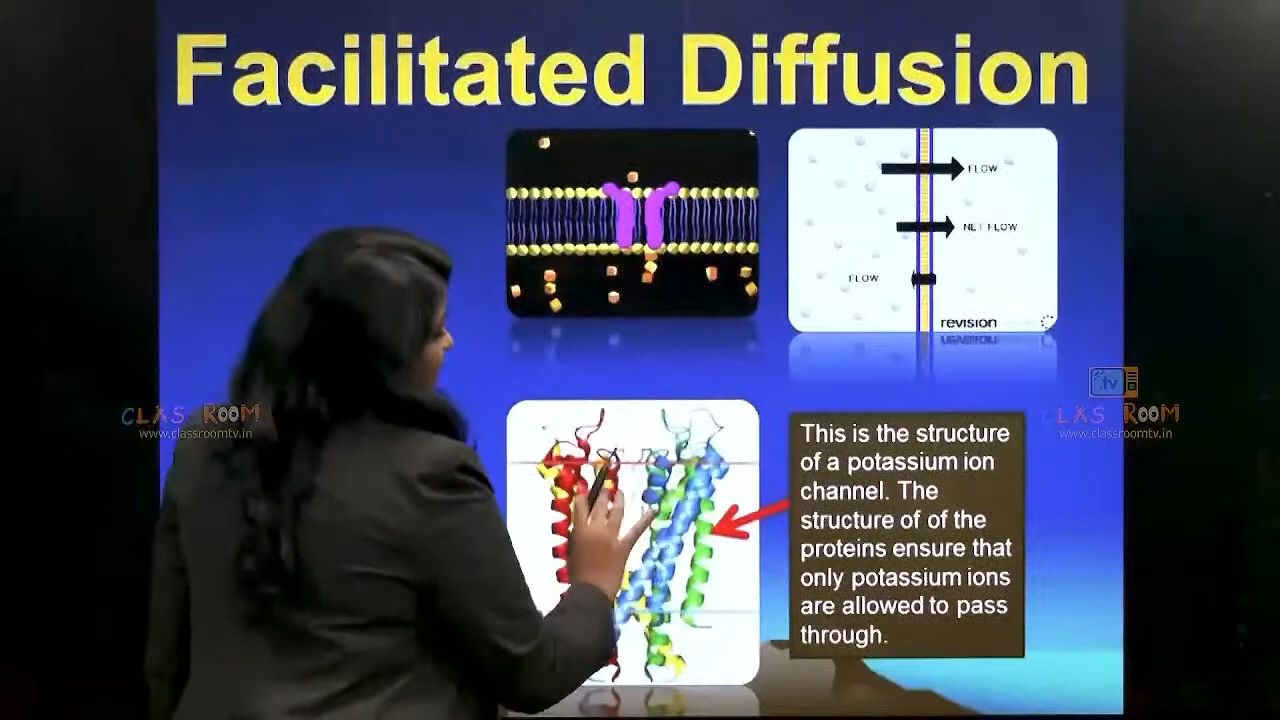 Facilitated Diffusion
FLOW
NET FLOW
FLOW
revision
This is the structure
of a potassium ion
channel. The
structure of of the
proteins ensure that
only potassium ions
are allowed to pass
through.
CLASSROOM
www.classroomtv.in
tv
CLASSROOM
www.classroomtv.in